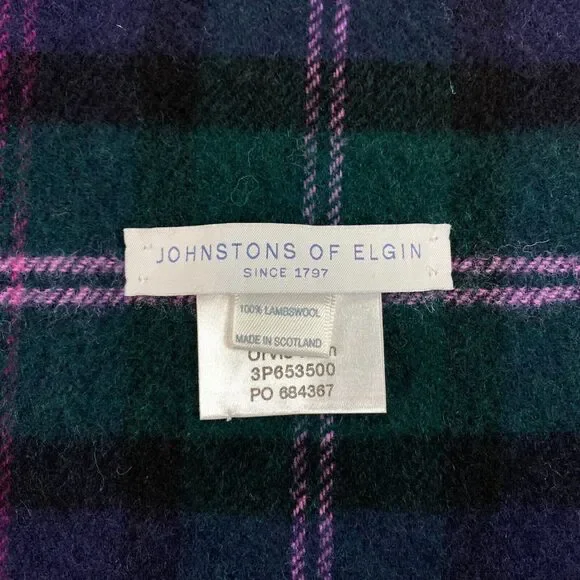 JOHNSTONS OF ELGIN
SINCE 1797
100% LAMBSWOOL
MADE IN SCOTLAND
3P653500
PO 684367